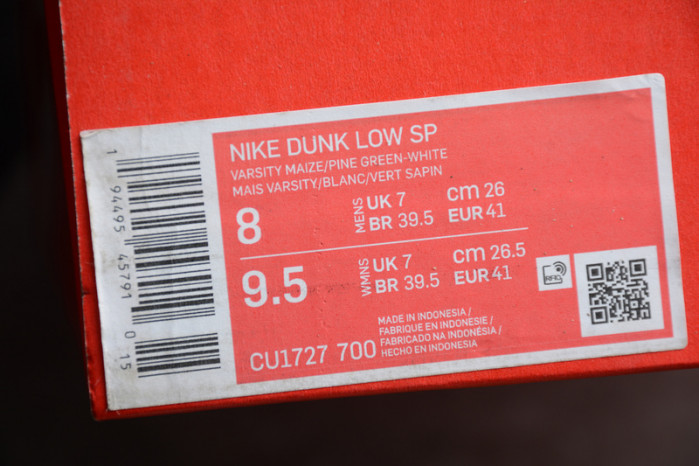 NIKE DUNK LOW SP
VARSITY MAIZE/PINE GREEN-WHITE
MAIS VARSITY/BLANC/VERT SAPIN
8
MENS
UK 7
BR 39.5
cm 26
EUR 41
9.5
WMNS
UK 7
BR 39.5
cm 26.5
EUR 41
RFID
CU1727 700
MADE IN INDONESIA/
FABRIQUE EN INDONESIE/
FABRICADO NA INDONÉSIA/
HECHO EN INDONESIA
1 94495 45791 0 15